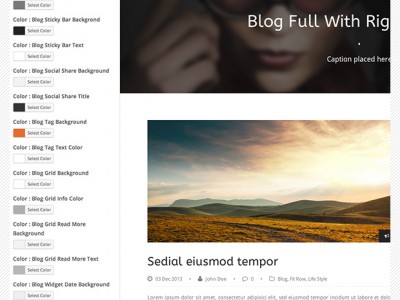 Select Color
Color : Blog Sticky Bar Backgrond
Select Color
Color : Blog Sticky Bar Text
Select Color
Color : Blog Social Share Background
Select Color
Color : Blog Social Share Title
Select Color
Color : Blog Tag Background
Select Color
Color : Blog Tag Text Color
Select Color
Color : Blog Grid Background
Select Color
Color : Blog Grid Info Color
Select Color
Color : Blog Grid Read More
Background
Select Color
Color : Blog Grid Read More Text
Select Color
Color : Blog Widget Date Background
Select Color
Blog Full With Rig
Caption placed here
Sedial eiusmod tempor
03 Dec 2013
John Doe
0
Blog, Fit Row, Life Style
Lorem ipsum dolor sit amet, consectetur adipisici elit, sed eiusmod tempor incidunt ut labore et dolore